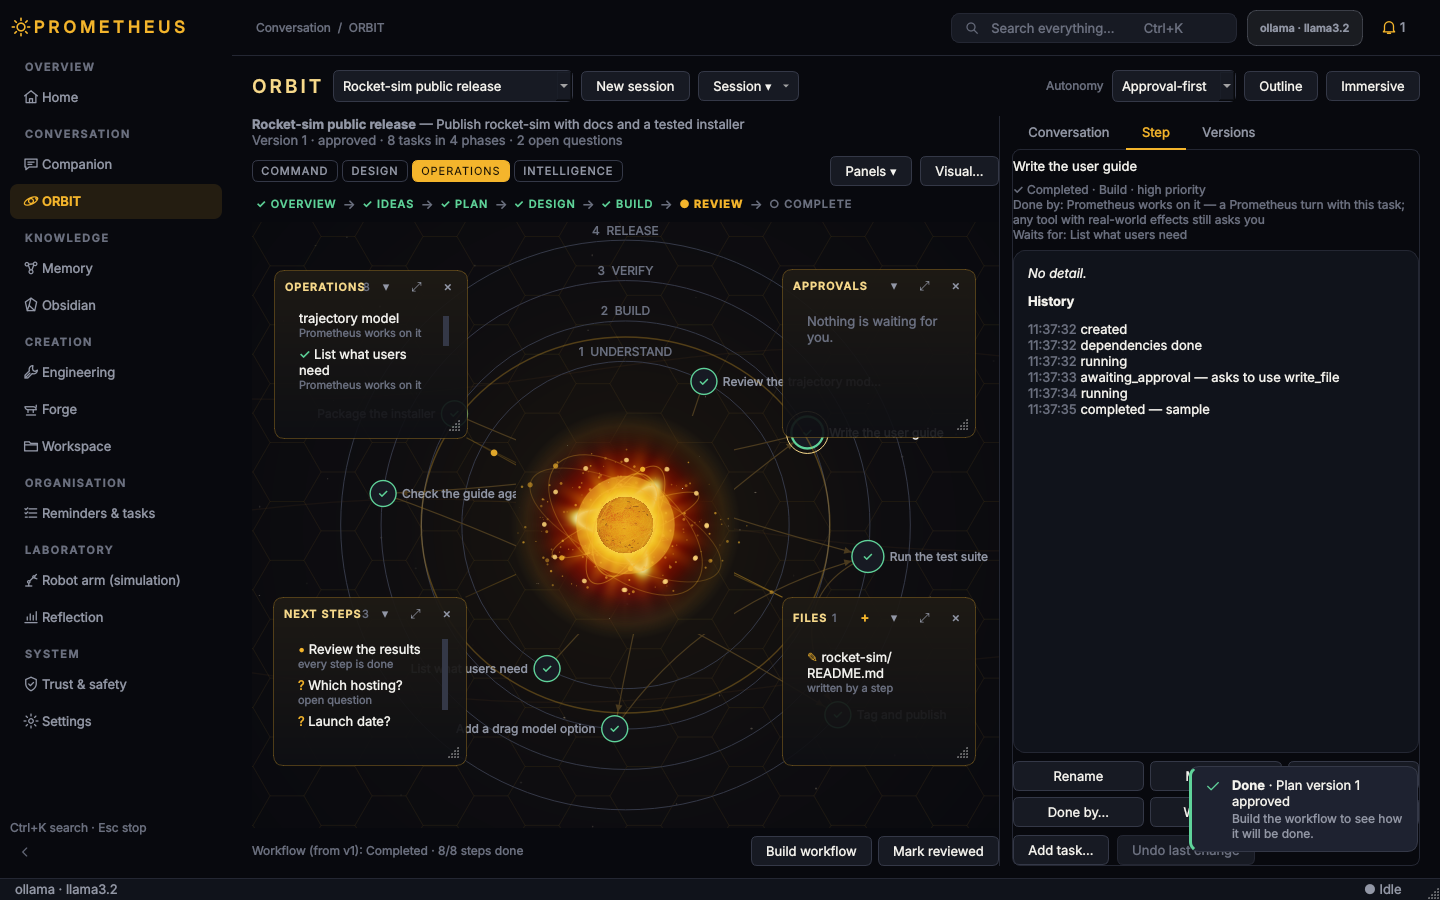 PROMETHEUS
OVERVIEW
Home
CONVERSATION
Companion
ORBIT
KNOWLEDGE
Memory
Obsidian
CREATION
Engineering
Forge
Workspace
ORGANISATION
Reminders & tasks
LABORATORY
Robot arm (simulation)
Reflection
SYSTEM
Trust & safety
Settings
Ctrl+K search · Esc stop
Conversation / ORBIT
Search everything... Ctrl+K
ollama · llama3.2
1
ORBIT
Rocket-sim public release
New session
Session ▾
Autonomy
Approval-first
Outline
Immersive
Rocket-sim public release — Publish rocket-sim with docs and a tested installer
Version 1 · approved · 8 tasks in 4 phases · 2 open questions
COMMAND
DESIGN
OPERATIONS
INTELLIGENCE
Panels ▾
Visual...
✓ OVERVIEW → ✓ IDEAS → ✓ PLAN → ✓ DESIGN → ✓ BUILD → ● REVIEW → ○ COMPLETE
4 RELEASE
3 VERIFY
2 BUILD
1 UNDERSTAND
OPERATIONS 8
trajectory model
Prometheus works on it
✓ List what users
need
Prometheus works on it
Package the installer
APPROVALS
Nothing is waiting for
you.
Review the trajectory mod...
Write the user guide
Check the guide aga
Run the test suite
NEXT STEPS 3
• Review the results
every step is done
? Which hosting?
open question
? Launch date?
List what users need
Add a drag model option
FILES 1
✎ rocket-sim/
README.md
written by a step
Tag and publish
Workflow (from v1): Completed · 8/8 steps done
Build workflow
Mark reviewed
Conversation
Step
Versions
Write the user guide
✓ Completed · Build · high priority
Done by: Prometheus works on it — a Prometheus turn with this task;
any tool with real-world effects still asks you
Waits for: List what users need
No detail.
History
11:37:32 created
11:37:32 dependencies done
11:37:32 running
11:37:33 awaiting_approval — asks to use write_file
11:37:34 running
11:37:35 completed — sample
Rename
Done by...
Add task...
Undo last change
Done · Plan version 1
approved
Build the workflow to see how
it will be done.
ollama · llama3.2
Idle